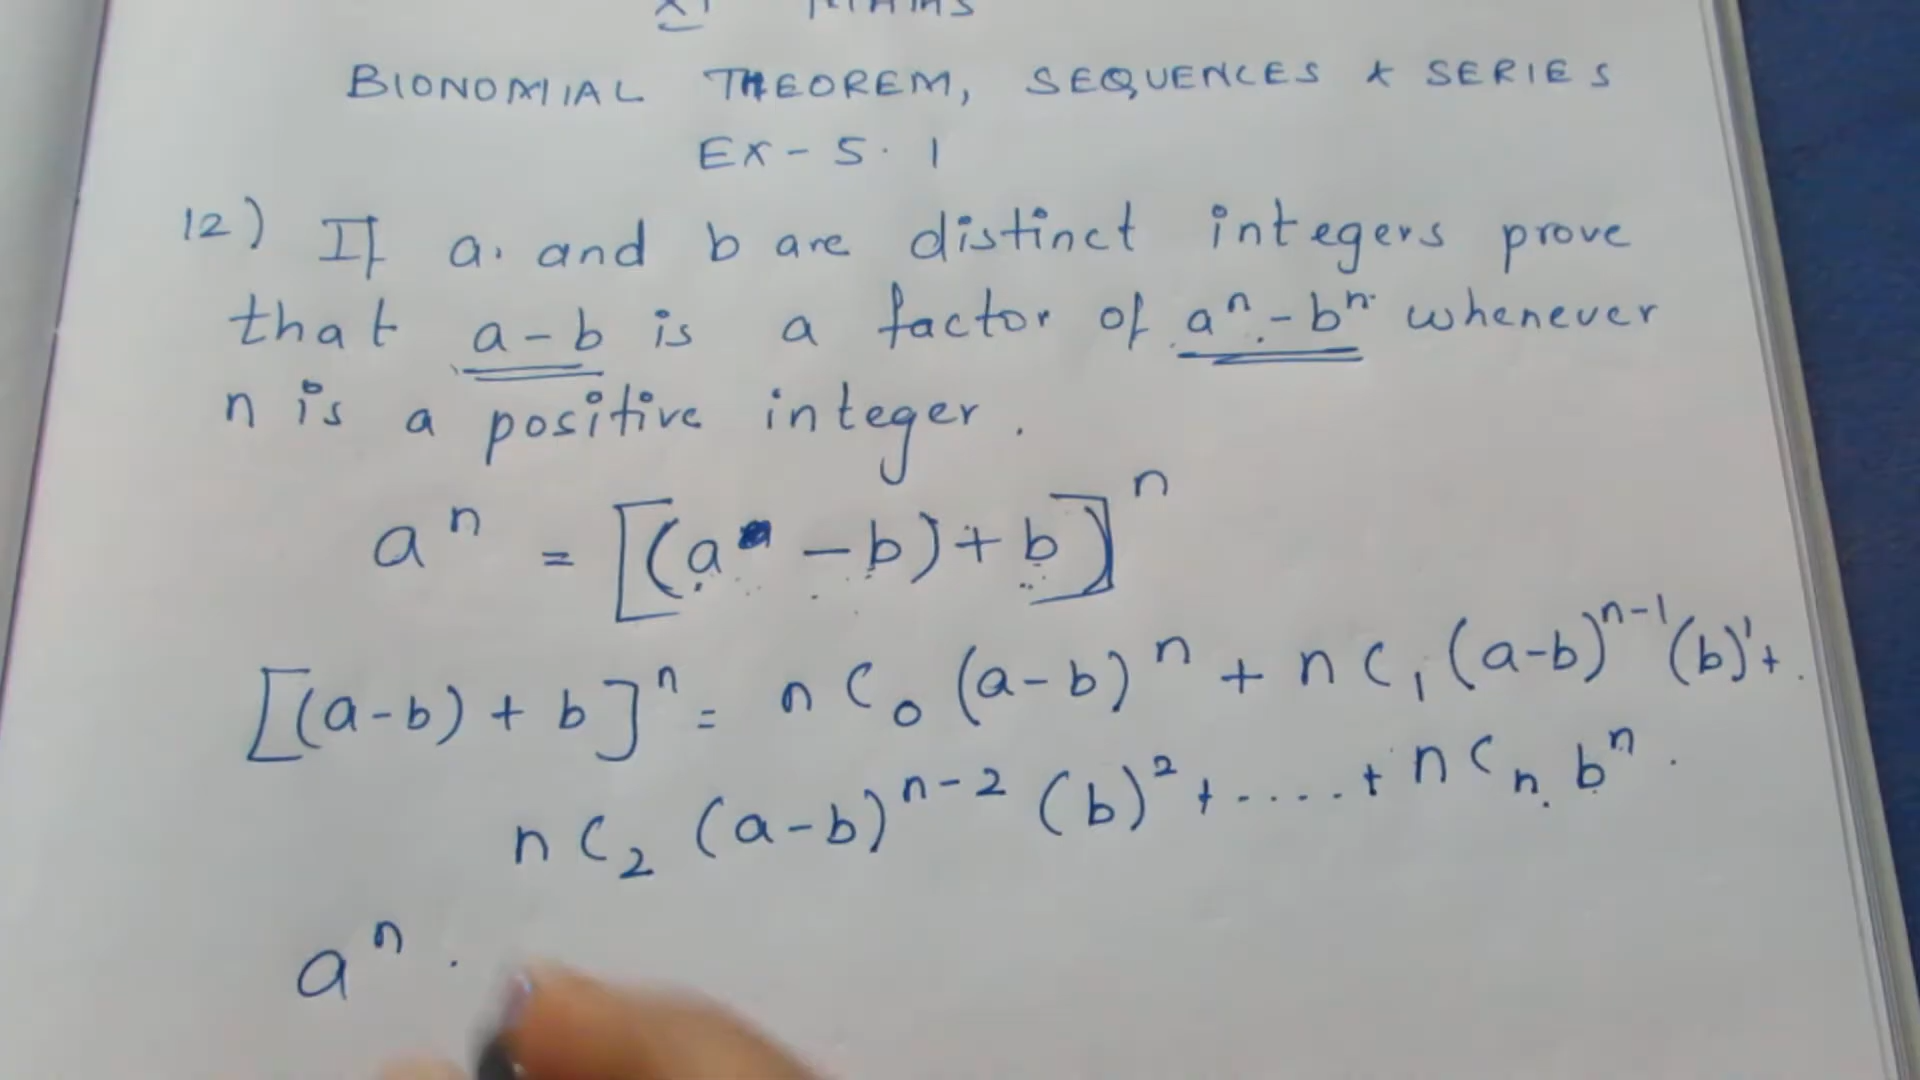 BIONOMIAL THEOREM, SEQUENCES & SERIES
EX - 5.1
12) If a and b are distinct integers prove
that a-b is a factor of aⁿ - bⁿ whenever
n is a positive integer.
aⁿ = [(a - b) + b]ⁿ
[(a-b) + b]ⁿ = nC₀ (a-b)ⁿ + nC₁ (a-b)ⁿ⁻¹ (b)¹ +
nC₂ (a-b)ⁿ⁻² (b)² + ..... + nCₙ bⁿ.
aⁿ